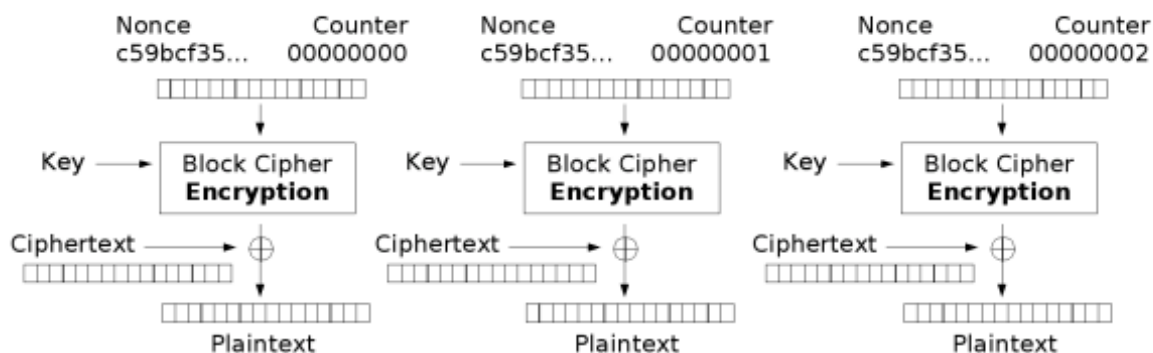 Nonce Counter Nonce Counter Nonce Counter
c59bcf35... 00000000 c59bcf35... 00000001 c59bcf35... 00000002
Key Block Cipher Key Block Cipher Key Block Cipher
Encryption Encryption Encryption
Ciphertext Ciphertext Ciphertext
Plaintext Plaintext Plaintext